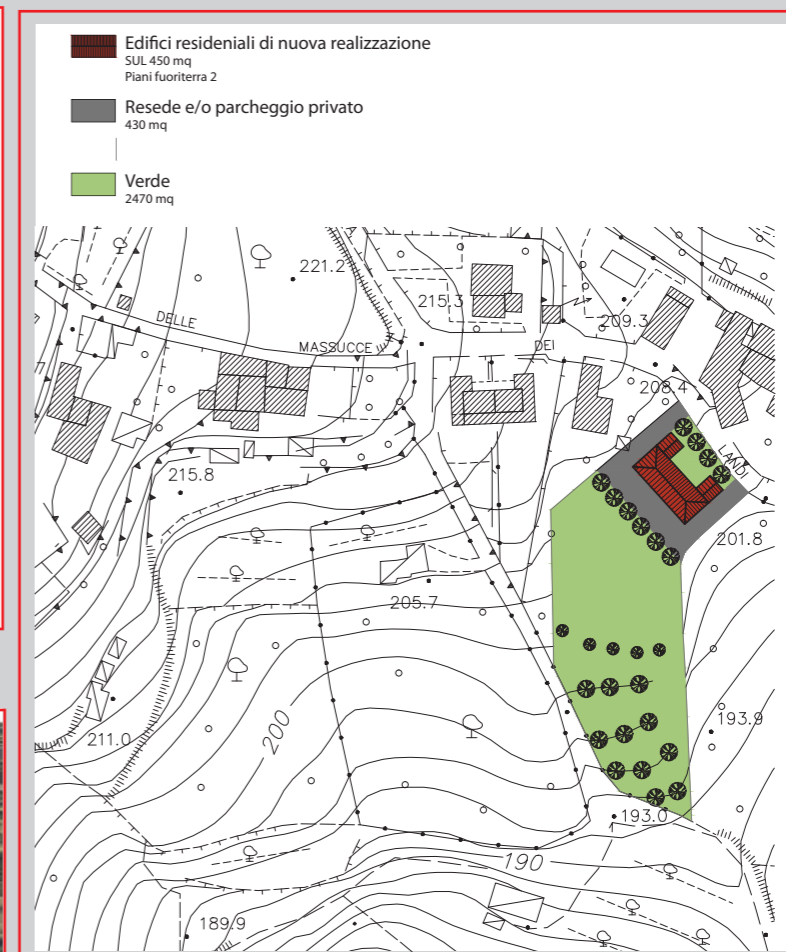 Edifici resideniali di nuova realizzazione
SUL 450 mq
Piani fuoriterra 2
Resede e/o parcheggio privato
430 mq
Verde
2470 mq
221.2
215.3
209.3
DELLE
MASSUCCE
DEI
208.4
LANDI
215.8
201.8
205.7
200
193.9
211.0
193.0
190
189.9